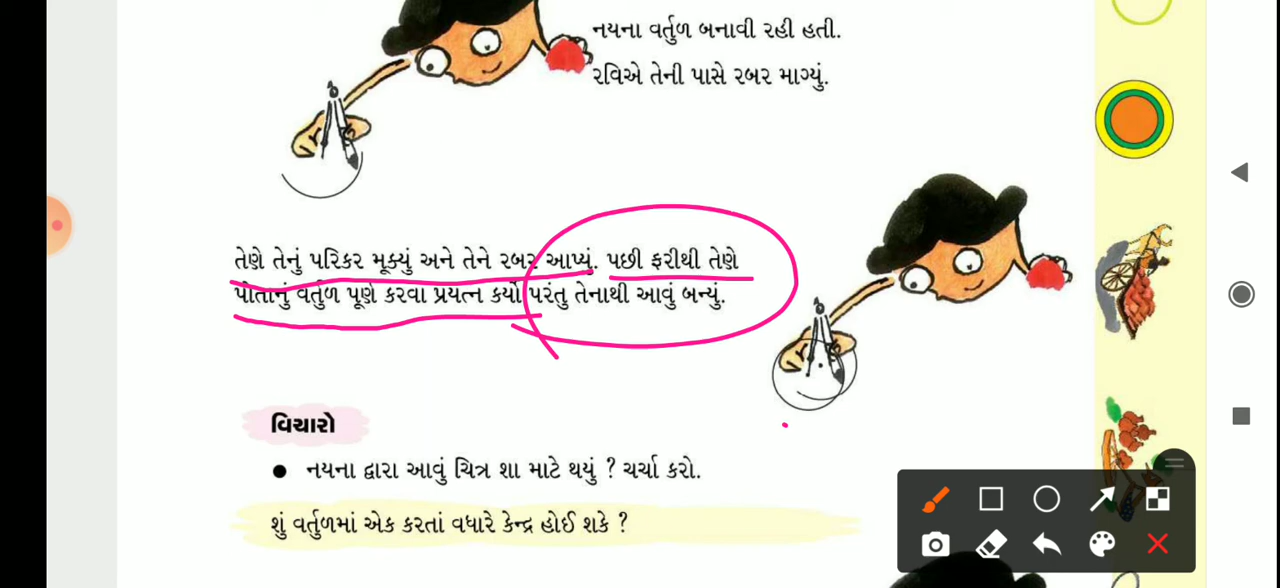 નયના વર્તુળ બનાવી રહી હતી.
રવિએ તેની પાસે રબર માગ્યું.
તેણે તેનું પરિકર મૂક્યું અને તેને રબર આપ્યું. પછી ફરીથી તેણે
પોતાનું વર્તુળ પૂર્ણ કરવા પ્રયત્ન કર્યો પરંતુ તેનાથી આવું બન્યું.
વિચારો
● નયના દ્વારા આવું ચિત્ર શા માટે થયું ? ચર્ચા કરો.
શું વર્તુળમાં એક કરતાં વધારે કેન્દ્ર હોઈ શકે ?